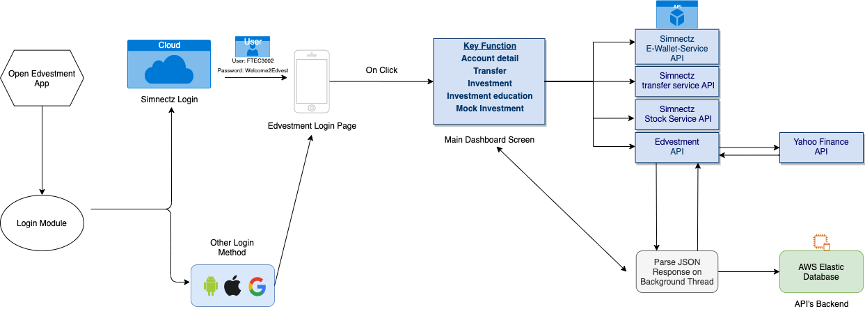 Open Edvestment
App
Login Module
Cloud
Simnectz Login
User
User: FTEC3002
Password: Welcome2Edvest
Edvestment Login Page
Other Login
Method
On Click
Key Function
Account detail
Transfer
Investment
Investment education
Mock Investment
Main Dashboard Screen
API
Simnectz
E-Wallet-Service
API
Simnectz
transfer service API
Simnectz
Stock Service API
Edvestment
API
Yahoo Finance
API
Parse JSON
Response on
Background Thread
AWS Elastic
Database
API's Backend